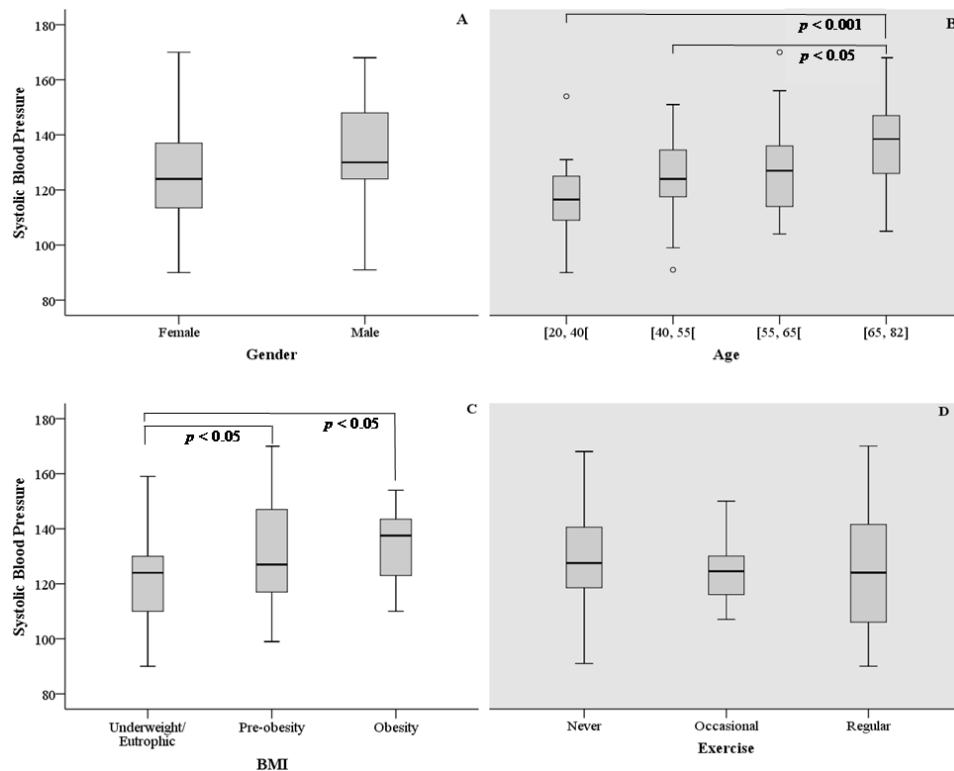 A
Systolic Blood Pressure
180
160
140
120
100
80
Female
Male
Gender
B
p < 0.001
p < 0.05
[20, 40[
[40, 55[
[55, 65[
[65, 82]
Age
C
Systolic Blood Pressure
180
160
140
120
100
80
p < 0.05
p < 0.05
Underweight/
Eutrophic
Pre-obesity
Obesity
BMI
D
Never
Occasional
Regular
Exercise